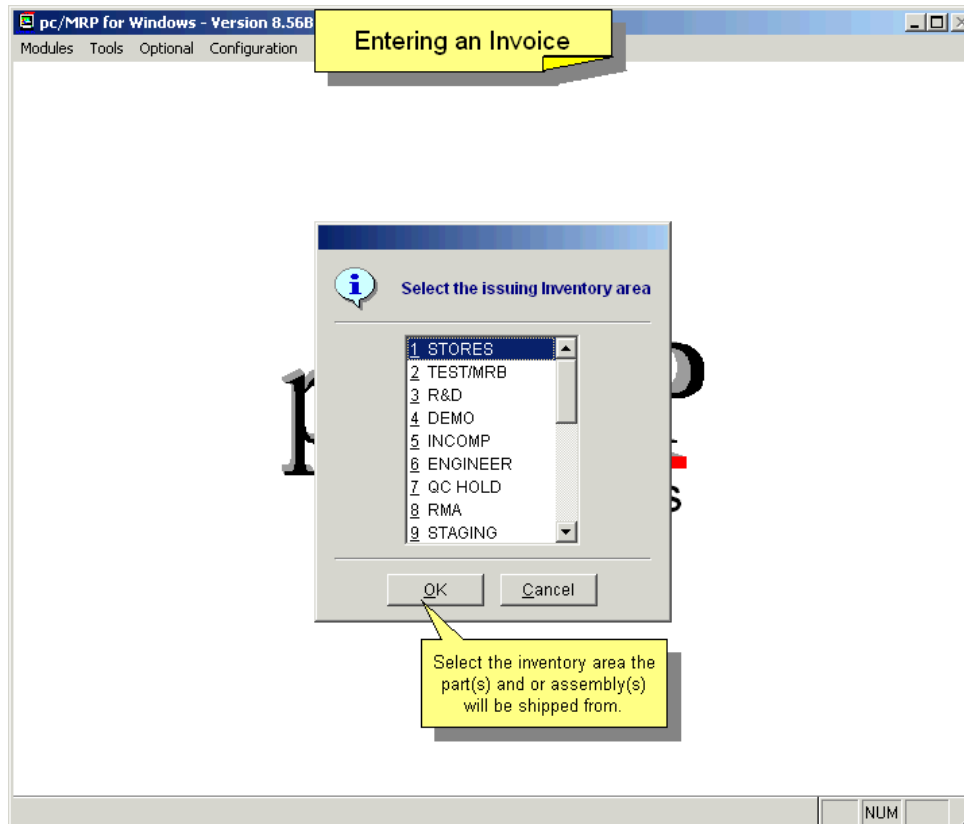 pc/MRP for Windows - Version 8.56B
Entering an Invoice
Modules Tools Optional Configuration
Select the issuing Inventory area
1 STORES
2 TEST/MRB
3 R&D
4 DEMO
5 INCOMP
6 ENGINEER
7 QC HOLD
8 RMA
9 STAGING
OK Cancel
Select the inventory area the
part(s) and or assembly(s)
will be shipped from.
NUM